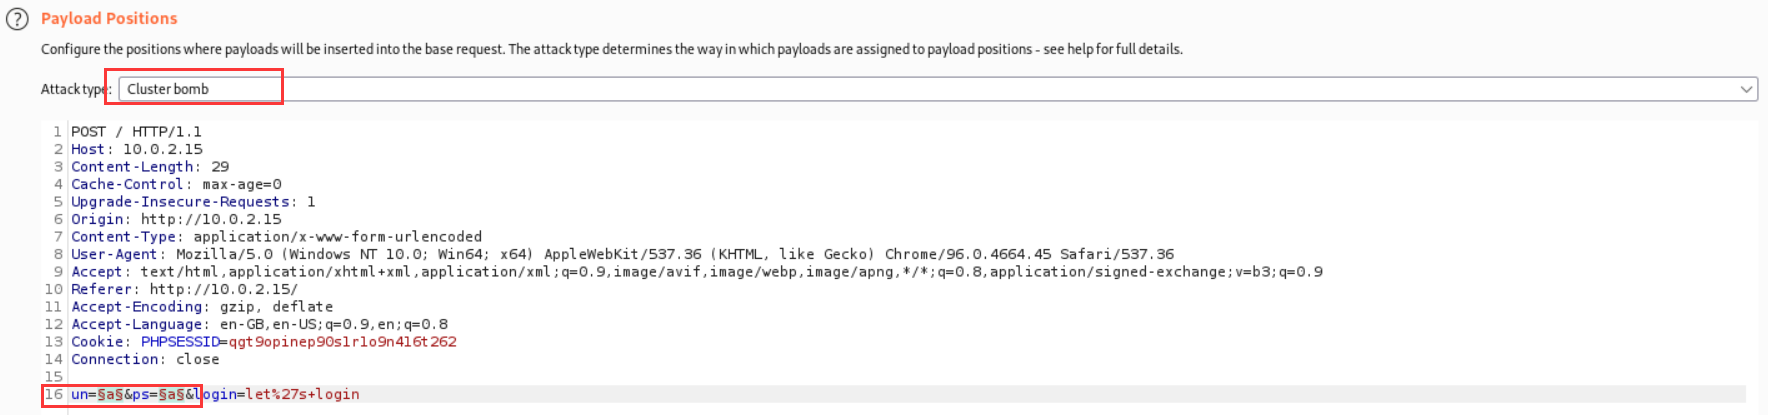 ?
Payload Positions
Configure the positions where payloads will be inserted into the base request. The attack type determines the way in which payloads are assigned to payload positions - see help for full details.
Attack type: Cluster bomb
1 POST / HTTP/1.1
2 Host: 10.0.2.15
3 Content-Length: 29
4 Cache-Control: max-age=0
5 Upgrade-Insecure-Requests: 1
6 Origin: http://10.0.2.15
7 Content-Type: application/x-www-form-urlencoded
8 User-Agent: Mozilla/5.0 (Windows NT 10.0; Win64; x64) AppleWebKit/537.36 (KHTML, like Gecko) Chrome/96.0.4664.45 Safari/537.36
9 Accept: text/html,application/xhtml+xml,application/xml;q=0.9,image/avif,image/webp,image/apng,*/*;q=0.8,application/signed-exchange;v=b3;q=0.9
10 Referer: http://10.0.2.15/
11 Accept-Encoding: gzip, deflate
12 Accept-Language: en-GB,en-US;q=0.9,en;q=0.8
13 Cookie: PHPSESSID=qgt9opinep90slrlo9n416t262
14 Connection: close
15
16 un=§a§&ps=§a§&login=let%27s+login